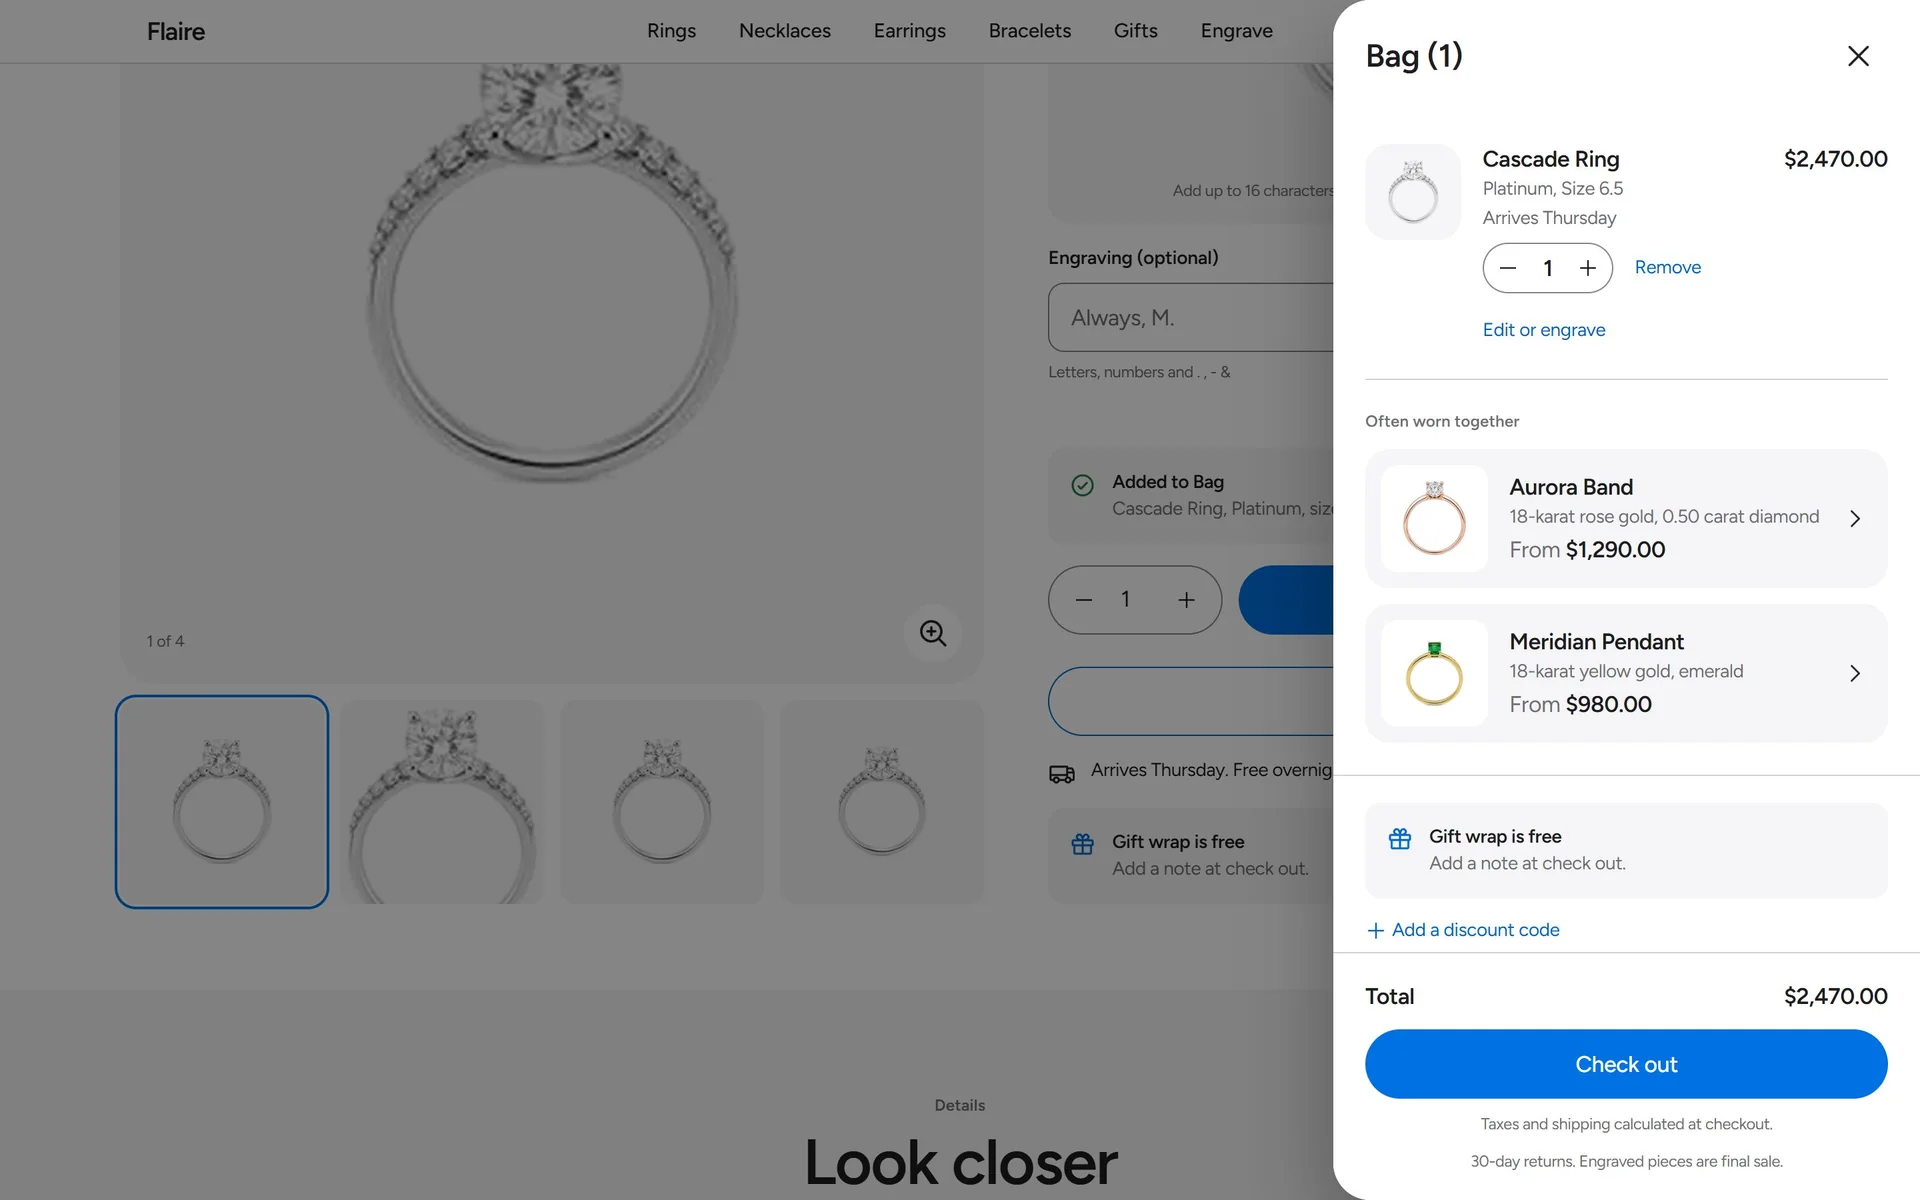 Flaire
Rings
Necklaces
Earrings
Bracelets
Gifts
Engrave
1 of 4
Add up to 16 characters
Engraving (optional)
Always, M.
Letters, numbers and . , - &
Added to Bag
Cascade Ring, Platinum, size
1
Arrives Thursday. Free overnig
Gift wrap is free
Add a note at check out.
Details
Look closer
Bag (1)
Cascade Ring
$2,470.00
Platinum, Size 6.5
Arrives Thursday
1
Remove
Edit or engrave
Often worn together
Aurora Band
18-karat rose gold, 0.50 carat diamond
From $1,290.00
Meridian Pendant
18-karat yellow gold, emerald
From $980.00
Gift wrap is free
Add a note at check out.
Add a discount code
Total
$2,470.00
Check out
Taxes and shipping calculated at checkout.
30-day returns. Engraved pieces are final sale.